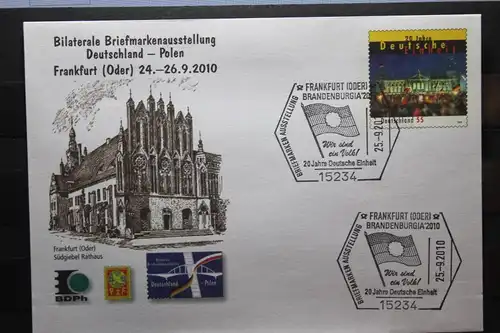 Bilaterale Briefmarkenausstellung
Deutschland – Polen
Frankfurt (Oder) 24.–26.9.2010
Deutsche
Deutschland 55
FRANKFURT (ODER)
BRANDENBURGIA'2010
BRIEFMARKEN AUSSTELLUNG
25.-9.2010
Wir sind
ein Volk!
20 Jahre Deutsche Einheit
15234
FRANKFURT (ODER)
BRANDENBURGIA'2010
BRIEFMARKEN AUSSTELLUNG
25.-9.2010
Wir sind
ein Volk!
20 Jahre Deutsche Einheit
15234
Frankfurt (Oder)
Südgiebel Rathaus
BDPh
Deutschland
Polen